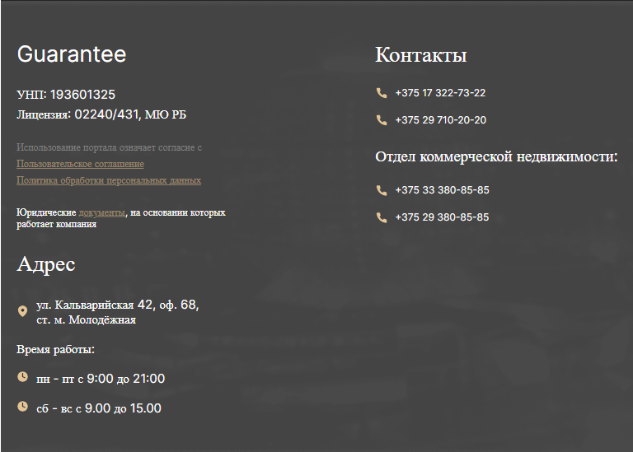 Guarantee
УНП: 193601325
Лицензия: 02240/431, МЮ РБ
Использование портала означает согласие с
Пользовательское соглашение
Политика обработки персональных данных
Юридические документы, на основании которых
работает компания
Адрес
ул. Кальварийская 42, оф. 68,
ст. м. Молодёжная
Время работы:
пн - пт с 9:00 до 21:00
сб - вс с 9.00 до 15.00
Контакты
+375 17 322-73-22
+375 29 710-20-20
Отдел коммерческой недвижимости:
+375 33 380-85-85
+375 29 380-85-85